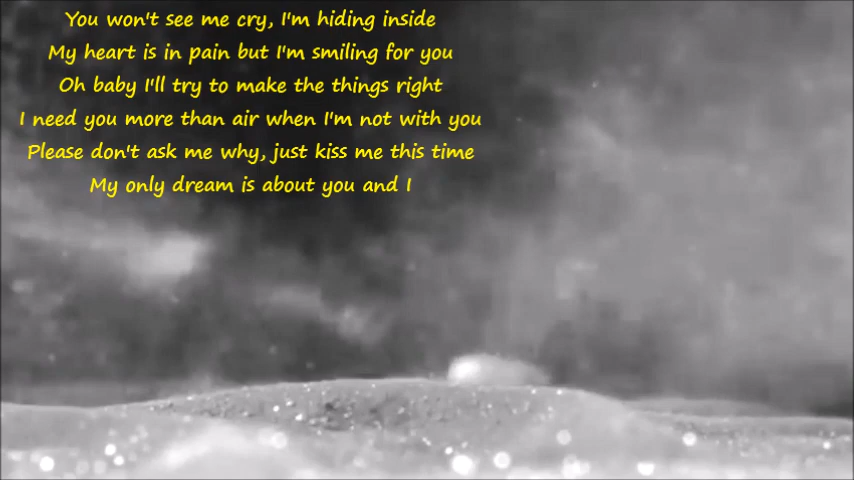 You won't see me cry, I'm hiding inside
My heart is in pain but I'm smiling for you
Oh baby I'll try to make the things right
I need you more than air when I'm not with you
Please don't ask me why, just kiss me this time
My only dream is about you and I